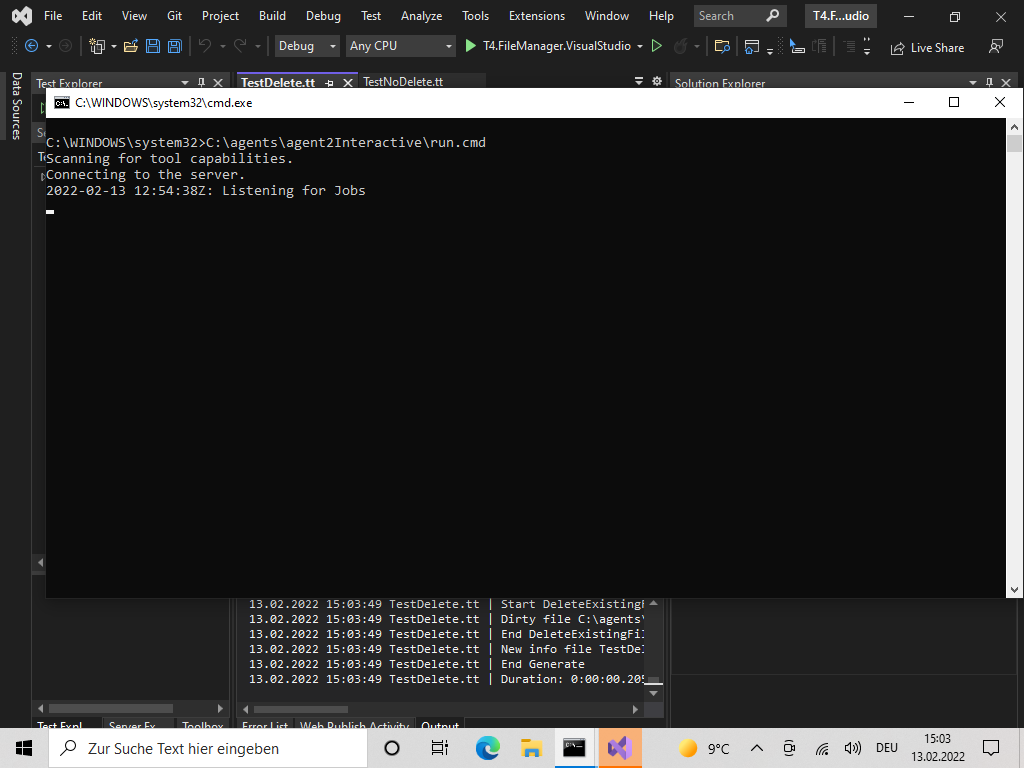 File Edit View Git Project Build Debug Test Analyze Tools Extensions Window Help Search T4.F...udio
Debug Any CPU T4.FileManager.VisualStudio Live Share
Data Sources
Test Explorer TestDelete.tt TestNoDelete.tt Solution Explorer
C:\WINDOWS\system32\cmd.exe
C:\WINDOWS\system32>C:\agents\agent2Interactive\run.cmd
Scanning for tool capabilities.
Connecting to the server.
2022-02-13 12:54:38Z: Listening for Jobs
13.02.2022 15:03:49 TestDelete.tt | Start DeleteExisting
13.02.2022 15:03:49 TestDelete.tt | Dirty file C:\agents\
13.02.2022 15:03:49 TestDelete.tt | End DeleteExistingFi
13.02.2022 15:03:49 TestDelete.tt | New info file TestDel
13.02.2022 15:03:49 TestDelete.tt | End Generate
13.02.2022 15:03:49 TestDelete.tt | Duration: 0:00:00.205
Test Expl... Server Ex... Toolbox Error List Web Publish Activity Output
Zur Suche Text hier eingeben 9°C DEU 15:03
13.02.2022